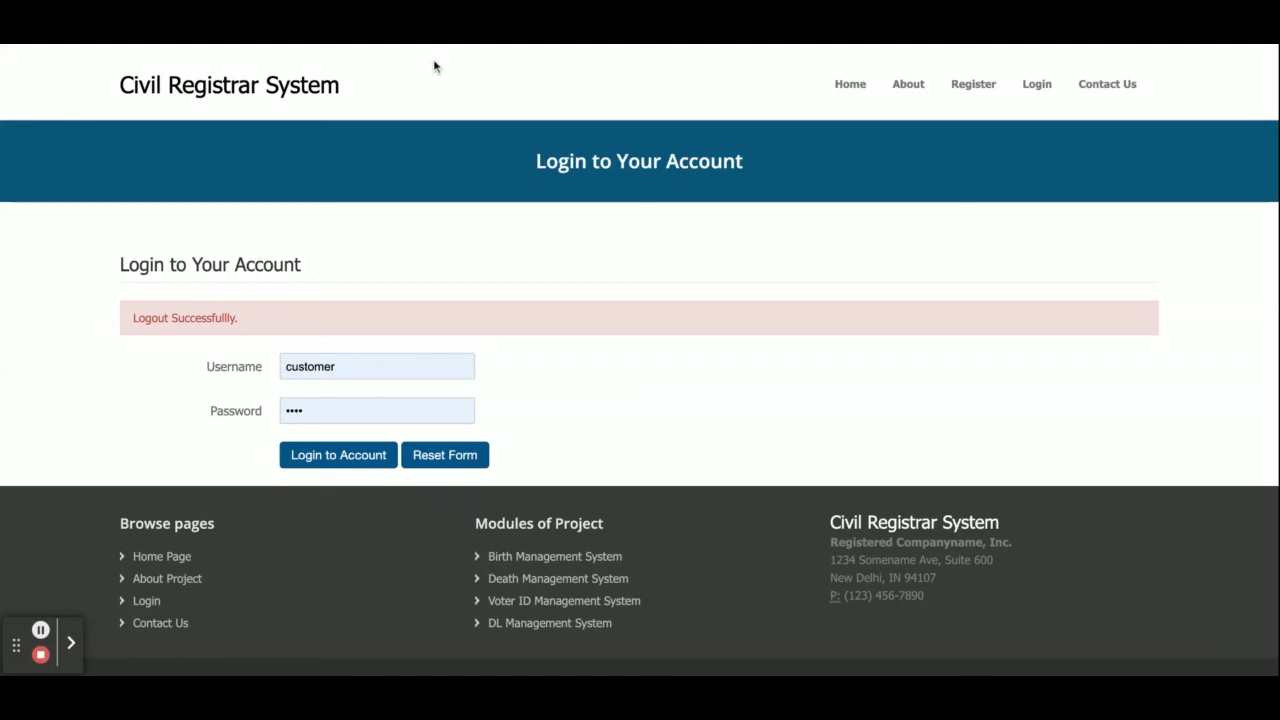 Civil Registrar System
Home About Register Login Contact Us
Login to Your Account
Login to Your Account
Logout Successfullly.
Username customer
Password ••••
Login to Account Reset Form
Browse pages
Home Page
About Project
Login
Contact Us
Modules of Project
Birth Management System
Death Management System
Voter ID Management System
DL Management System
Civil Registrar System
Registered Companyname, Inc.
1234 Somename Ave, Suite 600
New Delhi, IN 94107
P: (123) 456-7890